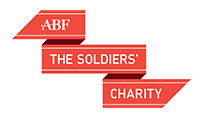 ABF
THE SOLDIERS'
CHARITY